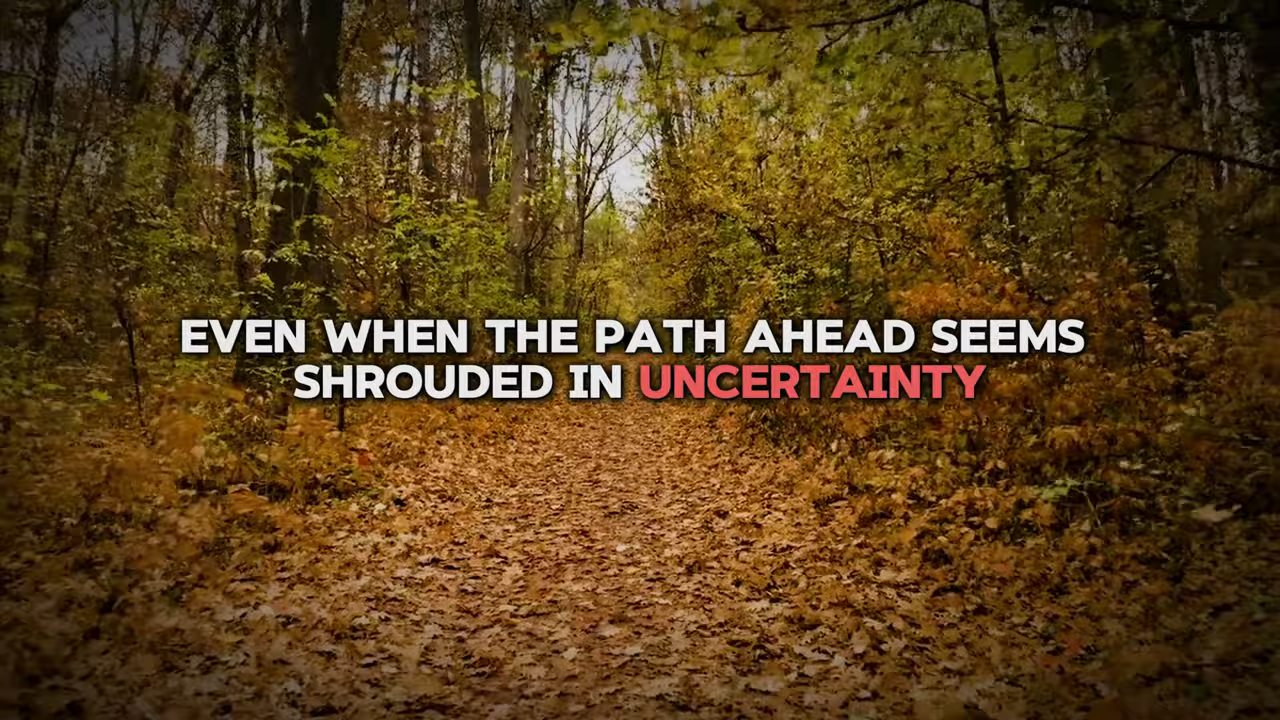 EVEN WHEN THE PATH AHEAD SEEMS
SHROUDED IN UNCERTAINTY